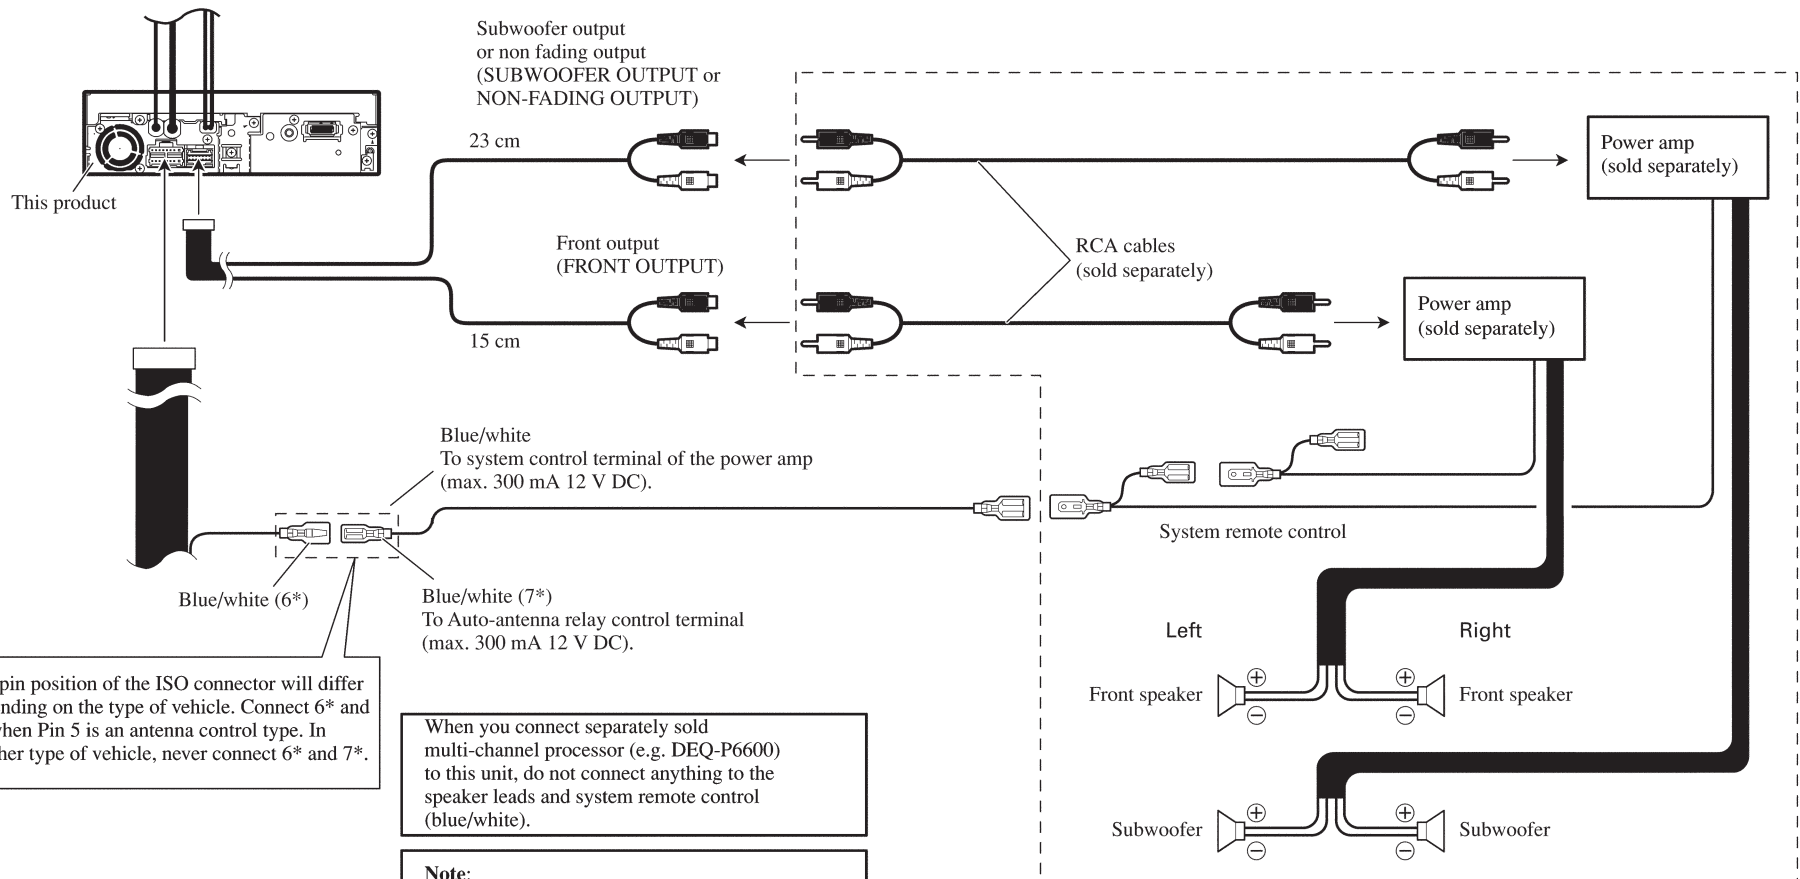 Subwoofer output
or non fading output
(SUBWOOFER OUTPUT or
NON-FADING OUTPUT)
23 cm
This product
Power amp
(sold separately)
Front output
(FRONT OUTPUT)
15 cm
RCA cables
(sold separately)
Power amp
(sold separately)
Blue/white
To system control terminal of the power amp
(max. 300 mA 12 V DC).
System remote control
Blue/white (6*)
Blue/white (7*)
To Auto-antenna relay control terminal
(max. 300 mA 12 V DC).
pin position of the ISO connector will differ
nding on the type of vehicle. Connect 6* and
when Pin 5 is an antenna control type. In
her type of vehicle, never connect 6* and 7*.
When you connect separately sold
multi-channel processor (e.g. DEQ-P6600)
to this unit, do not connect anything to the
speaker leads and system remote control
(blue/white).
Note:
Left
Right
Front speaker
+
−
+
−
Front speaker
Subwoofer
+
−
+
−
Subwoofer